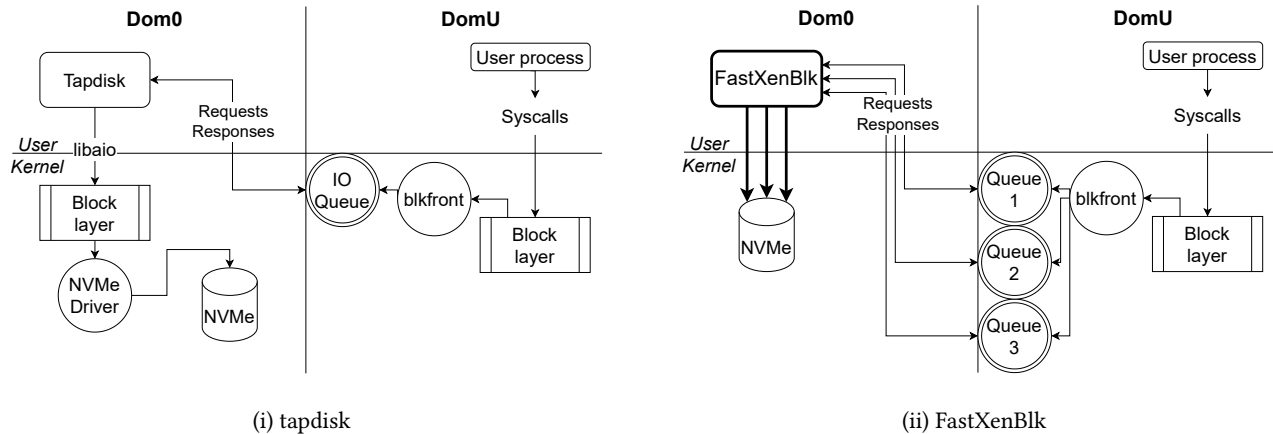 Dom0
DomU
User process
Tapdisk
Requests
Responses
Syscalls
User
Kernel
libaio
IO
Queue
blkfront
Block
layer
Block
layer
NVMe
Driver
NVMe
(i) tapdisk
Dom0
DomU
User process
FastXenBlk
Requests
Responses
Syscalls
User
Kernel
Queue
1
blkfront
NVMe
Block
layer
Queue
2
Queue
3
(ii) FastXenBlk